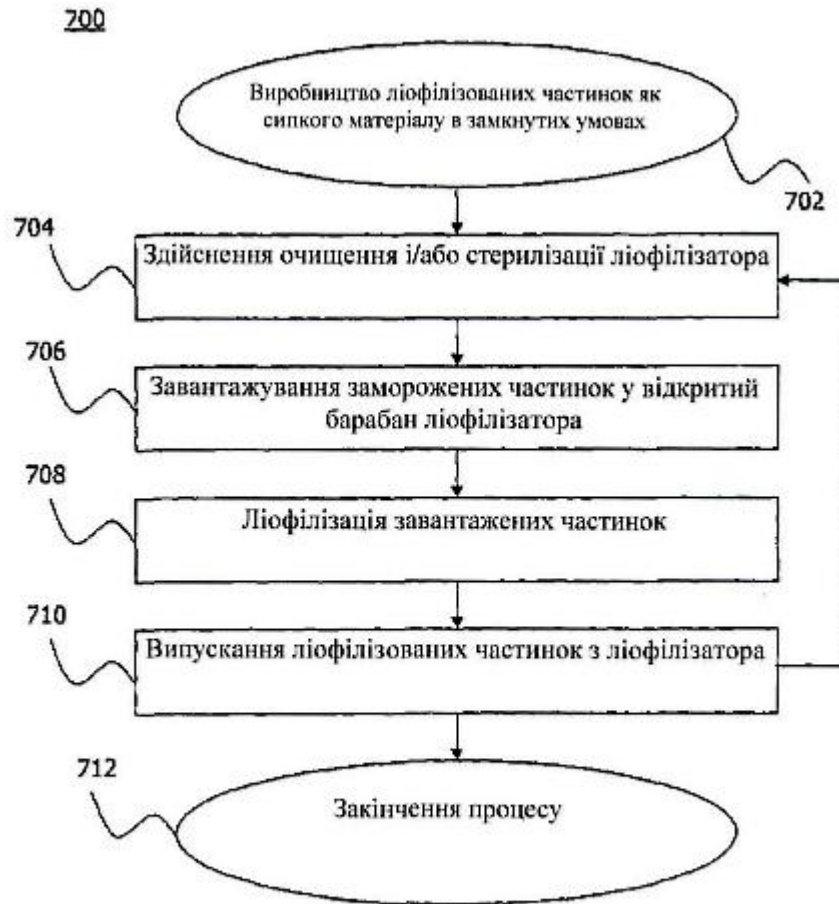 700
Виробництво ліофілізованих частинок як
сипкого матеріалу в замкнутих умовах
702
704
Здійснення очищення і/або стерилізації ліофілізатора
706
Завантажування заморожених частинок у відкритий
барабан ліофілізатора
708
Ліофілізація завантажених частинок
710
Випускання ліофілізованих частинок з ліофілізатора
712
Закінчення процесу